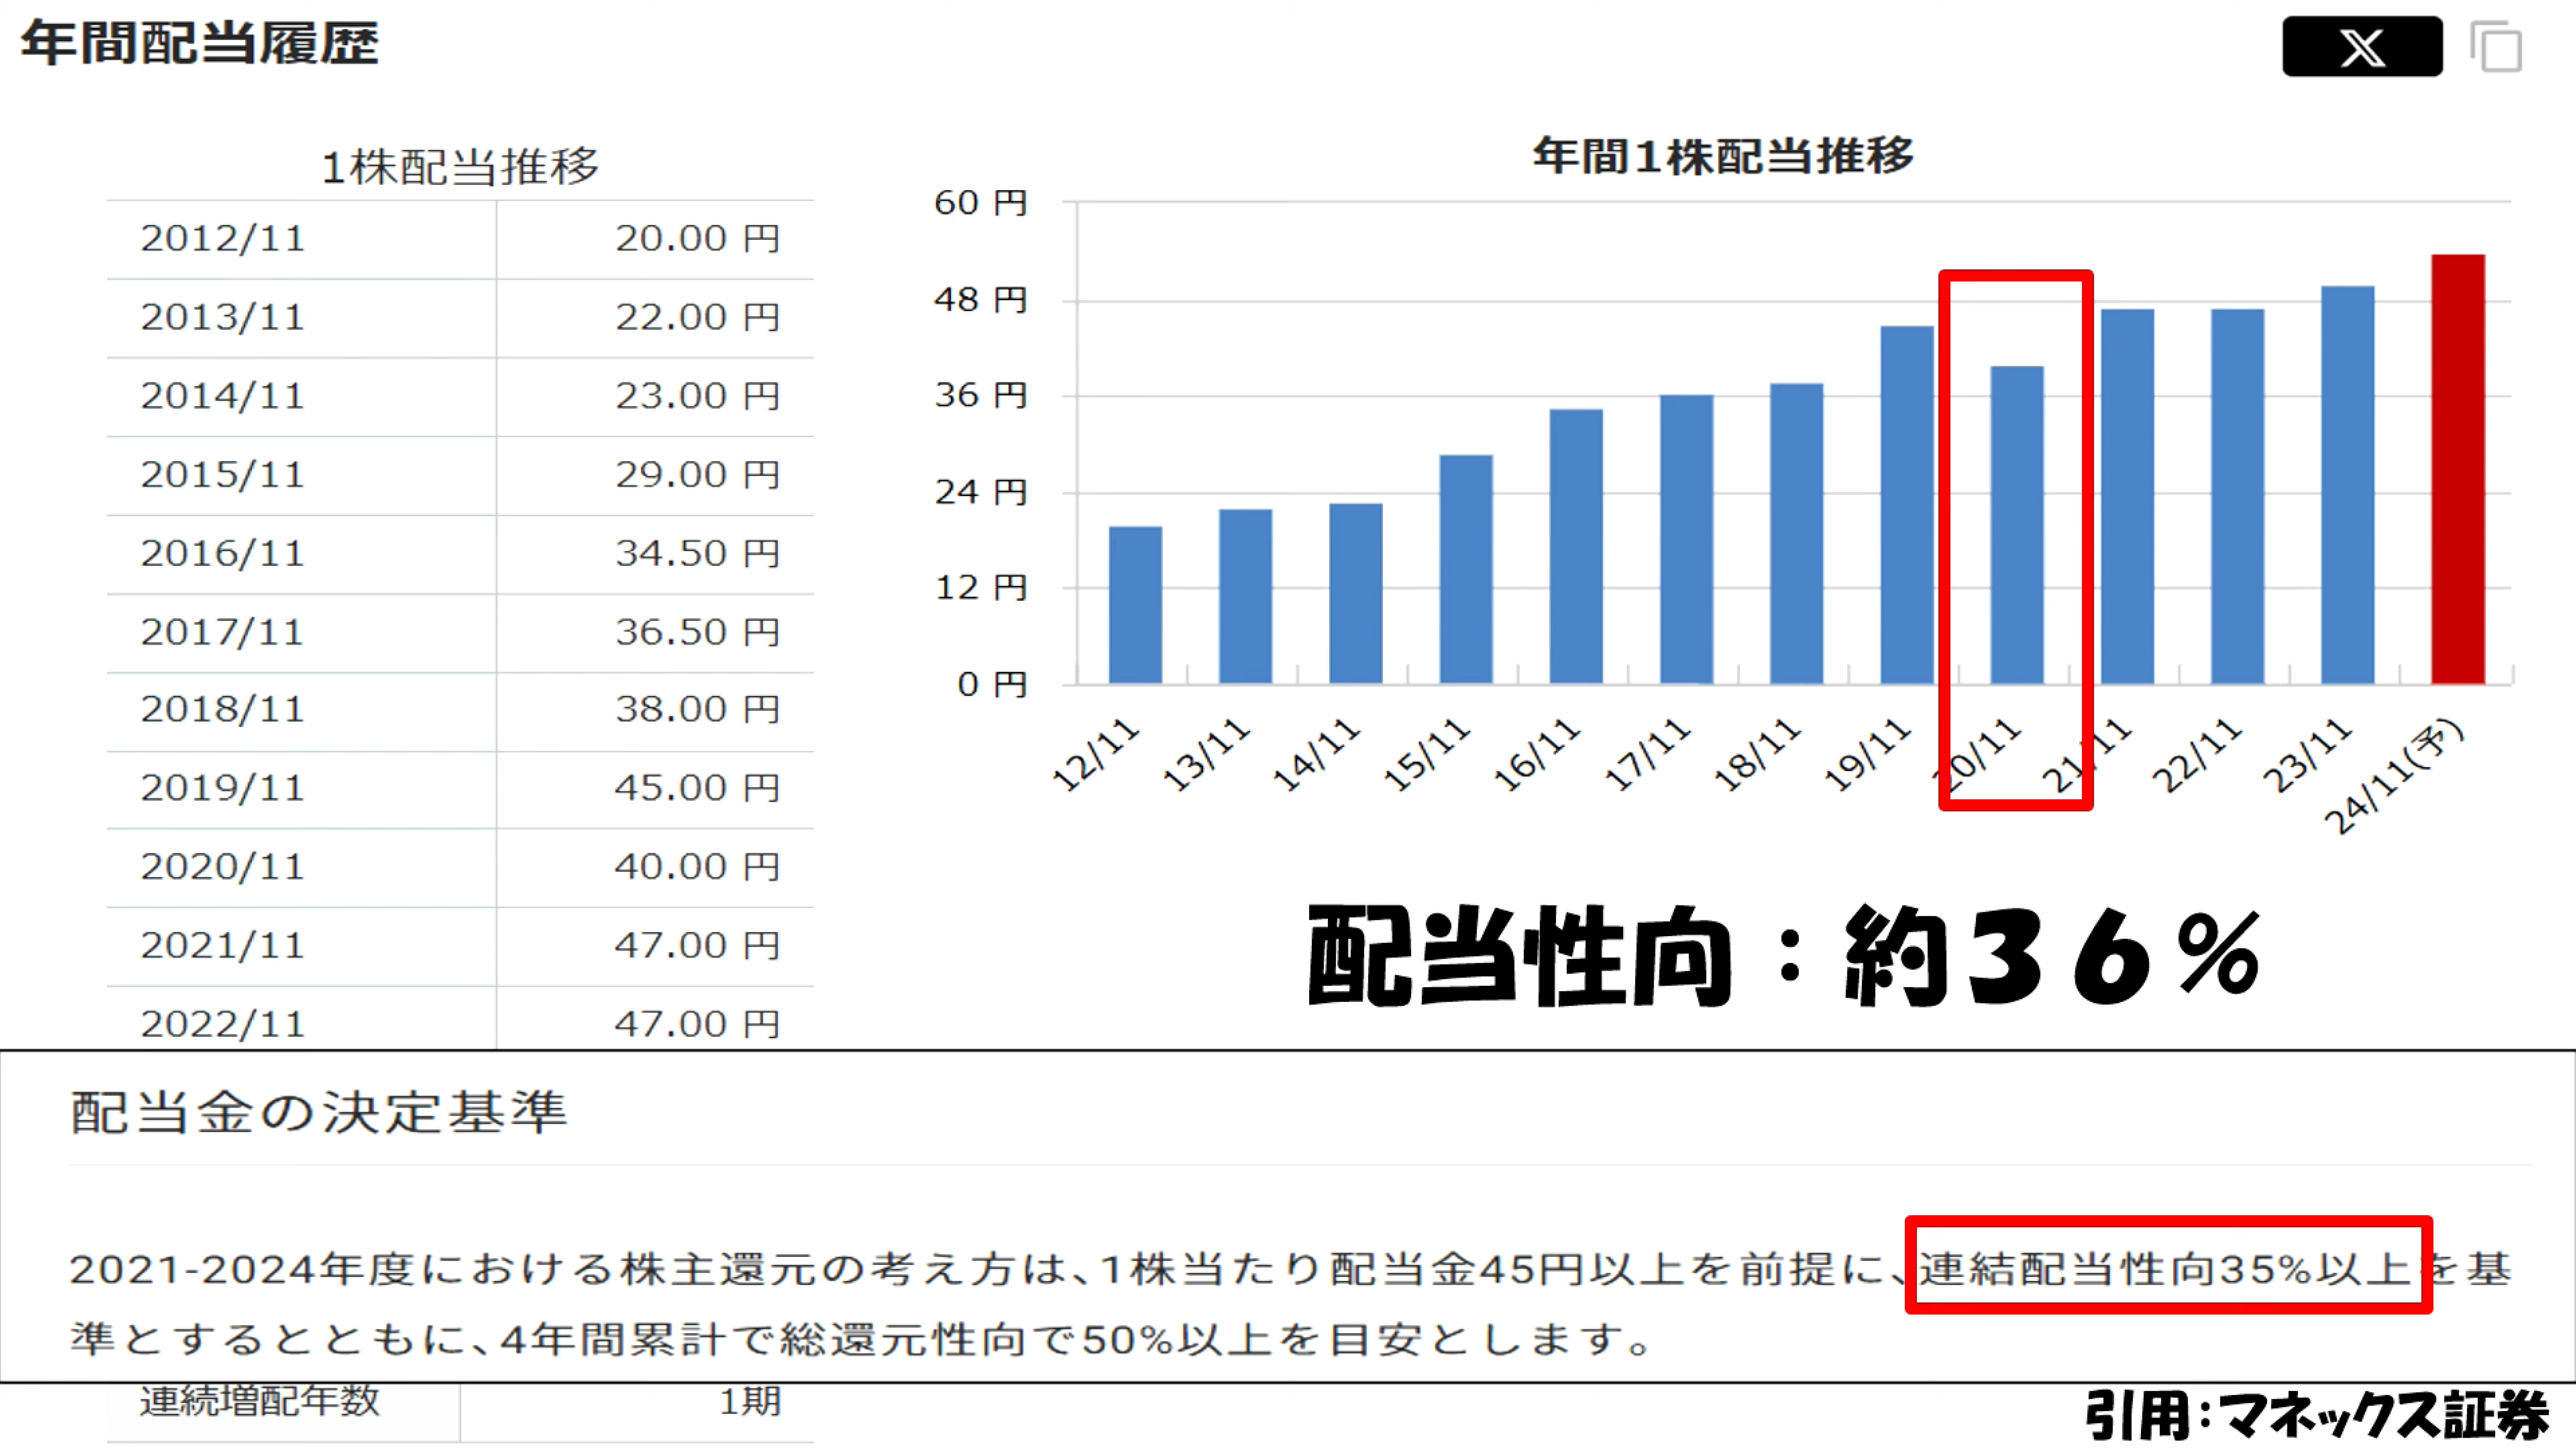 年間配当履歴
X
1株配当推移
2012/11 20.00 円
2013/11 22.00 円
2014/11 23.00 円
2015/11 29.00 円
2016/11 34.50 円
2017/11 36.50 円
2018/11 38.00 円
2019/11 45.00 円
2020/11 40.00 円
2021/11 47.00 円
2022/11 47.00 円
年間1株配当推移
60 円
48 円
36 円
24 円
12 円
0 円
12/11 13/11 14/11 15/11 16/11 17/11 18/11 19/11 20/11 21/11 22/11 23/11 24/11(予)
配当性向：約３６％
配当金の決定基準
2021-2024年度における株主還元の考え方は、1株当たり配当金45円以上を前提に、連結配当性向35%以上を基
準とするとともに、4年間累計で総還元性向で50%以上を目安とします。
連続増配年数 1期
引用：マネックス証券